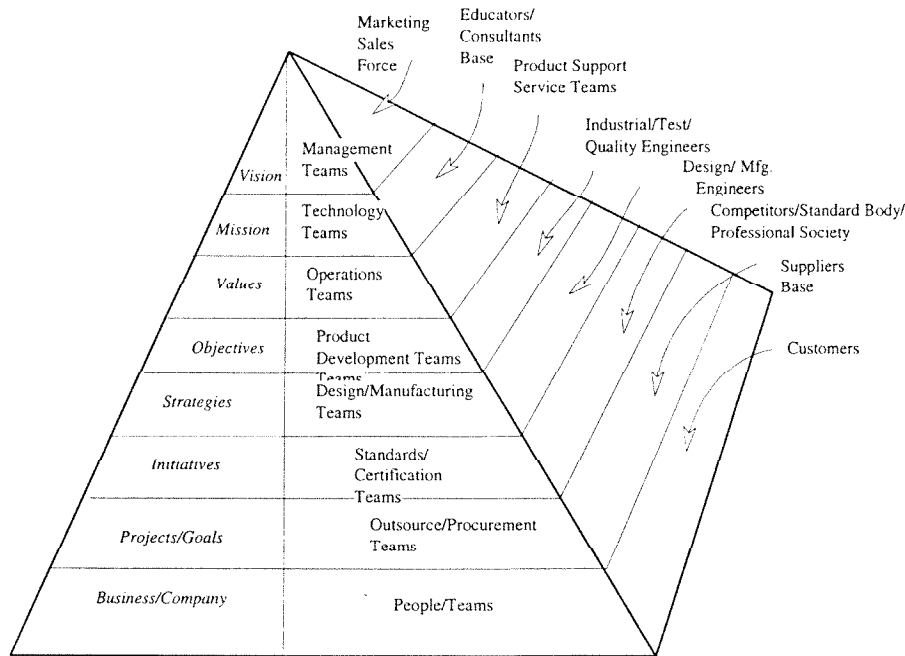 Marketing
Sales
Force
Educators/
Consultants
Base
Product Support
Service Teams
Industrial/Test/
Quality Engineers
Design/ Mfg.
Engineers
Competitors/Standard Body/
Professional Society
Suppliers
Base
Customers
Vision
Management
Teams
Mission
Technology
Teams
Values
Operations
Teams
Objectives
Product
Development Teams
Teams
Strategies
Design/Manufacturing
Teams
Initiatives
Standards/
Certification
Teams
Projects/Goals
Outsource/Procurement
Teams
Business/Company
People/Teams